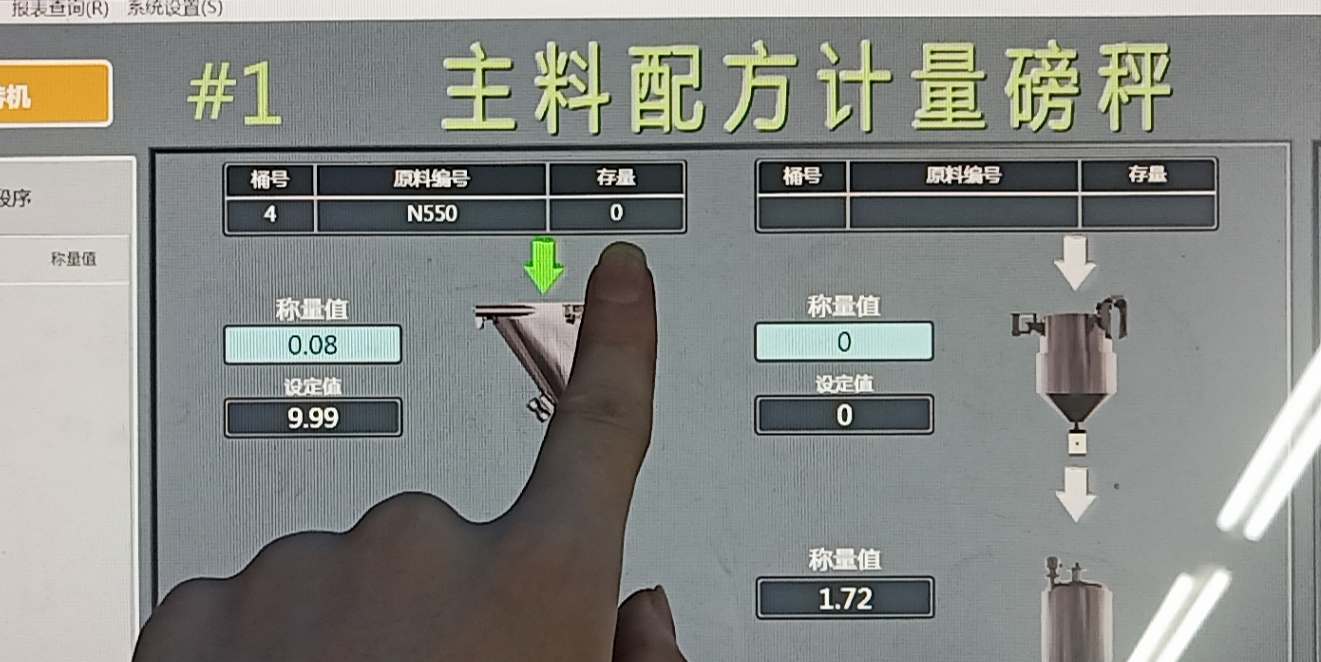 报表查询(R) 系统设置(S)
#1 主料配方计量磅秤
待机
桶号 原料编号 存量
4 N550 0
桶号 原料编号 存量
段序
称量值
称量值
0.08
设定值
9.99
称量值
0
设定值
0
称量值
1.72